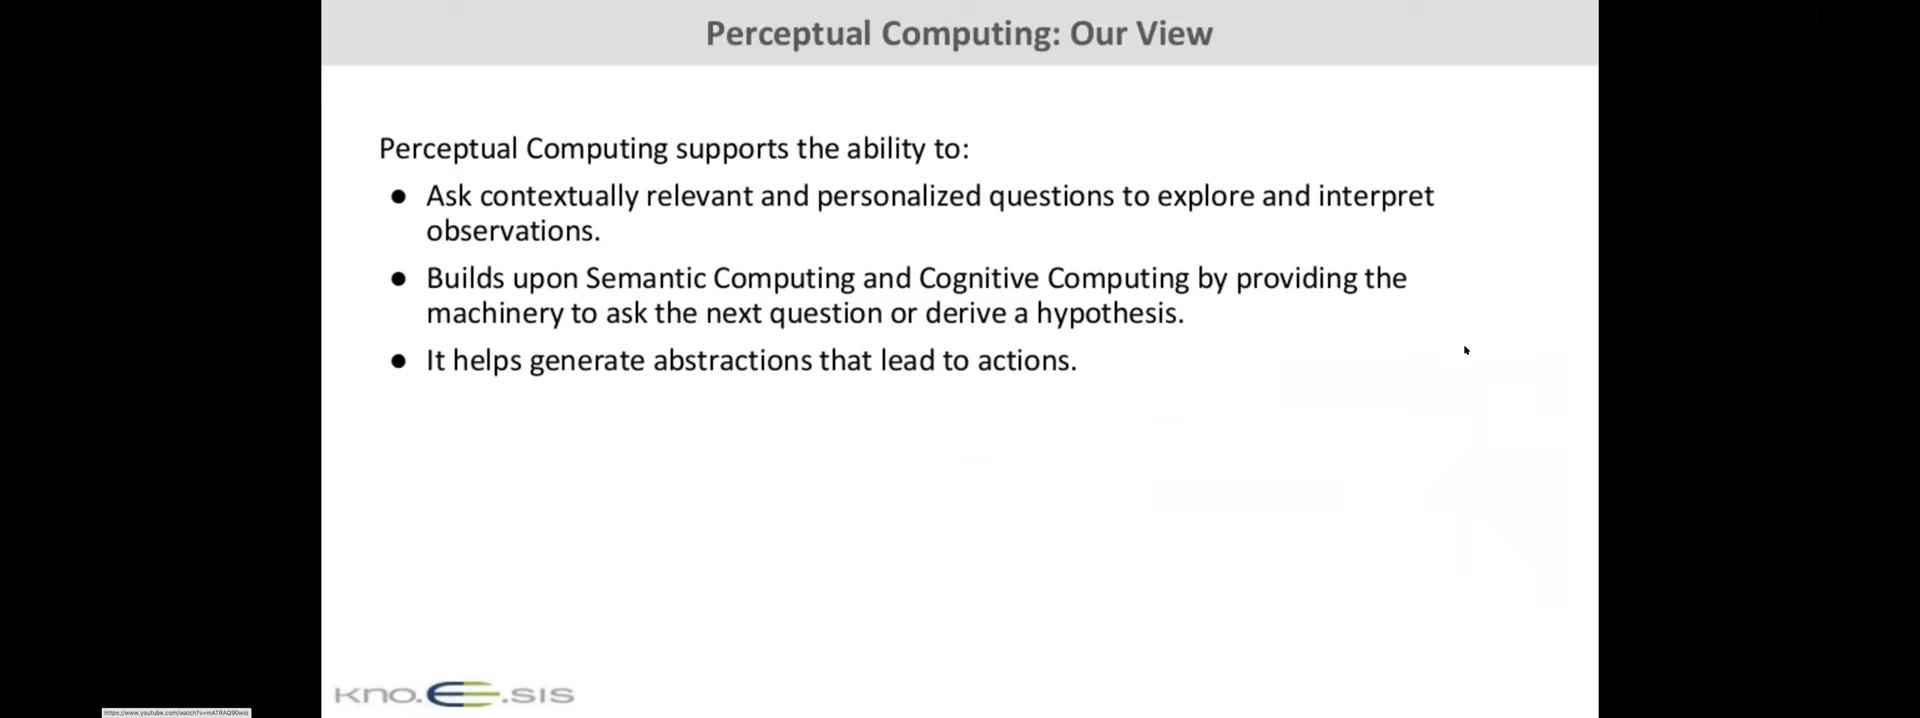 Perceptual Computing: Our View
Perceptual Computing supports the ability to:
● Ask contextually relevant and personalized questions to explore and interpret
observations.
● Builds upon Semantic Computing and Cognitive Computing by providing the
machinery to ask the next question or derive a hypothesis.
● It helps generate abstractions that lead to actions.
kno.e.sis